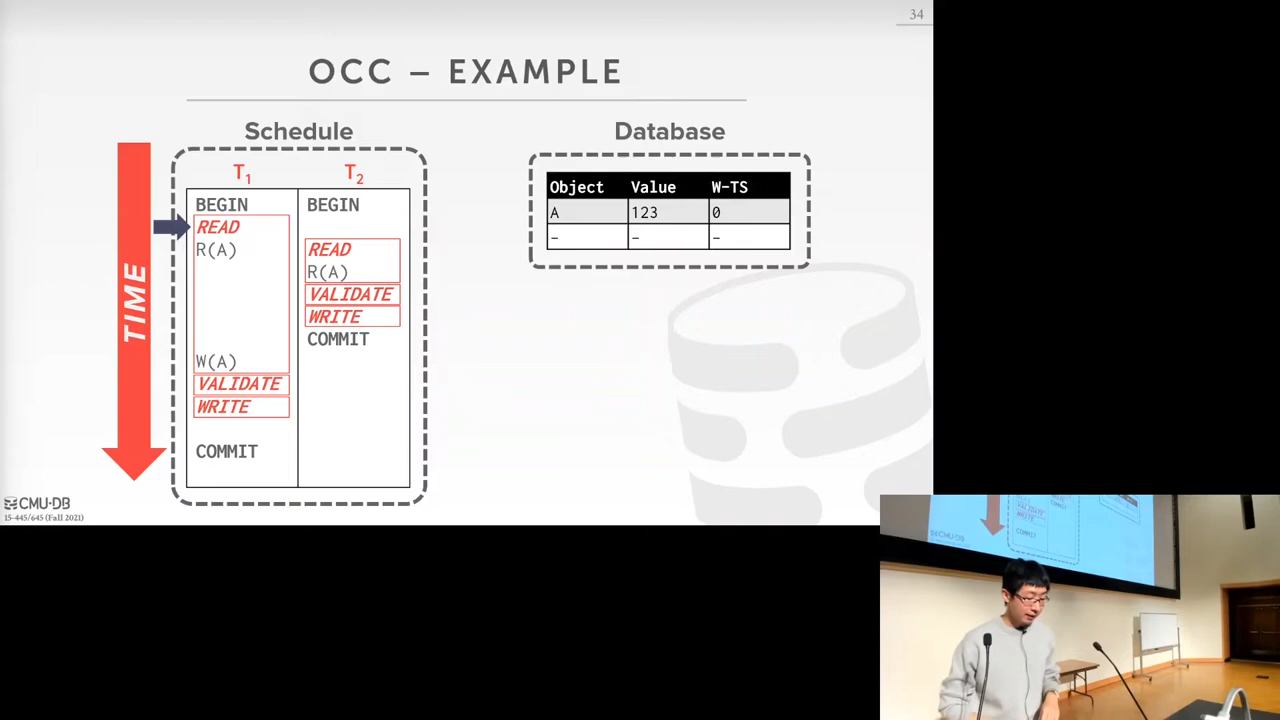 34
OCC – EXAMPLE
Schedule
Database
TIME
T1 T2
BEGIN BEGIN
READ
R(A) READ
R(A)
VALIDATE
WRITE
COMMIT
W(A)
VALIDATE
WRITE
COMMIT
Object Value W-TS
A 123 0
– – –
CMU·DB
15-445/645 (Fall 2021)
COMMIT